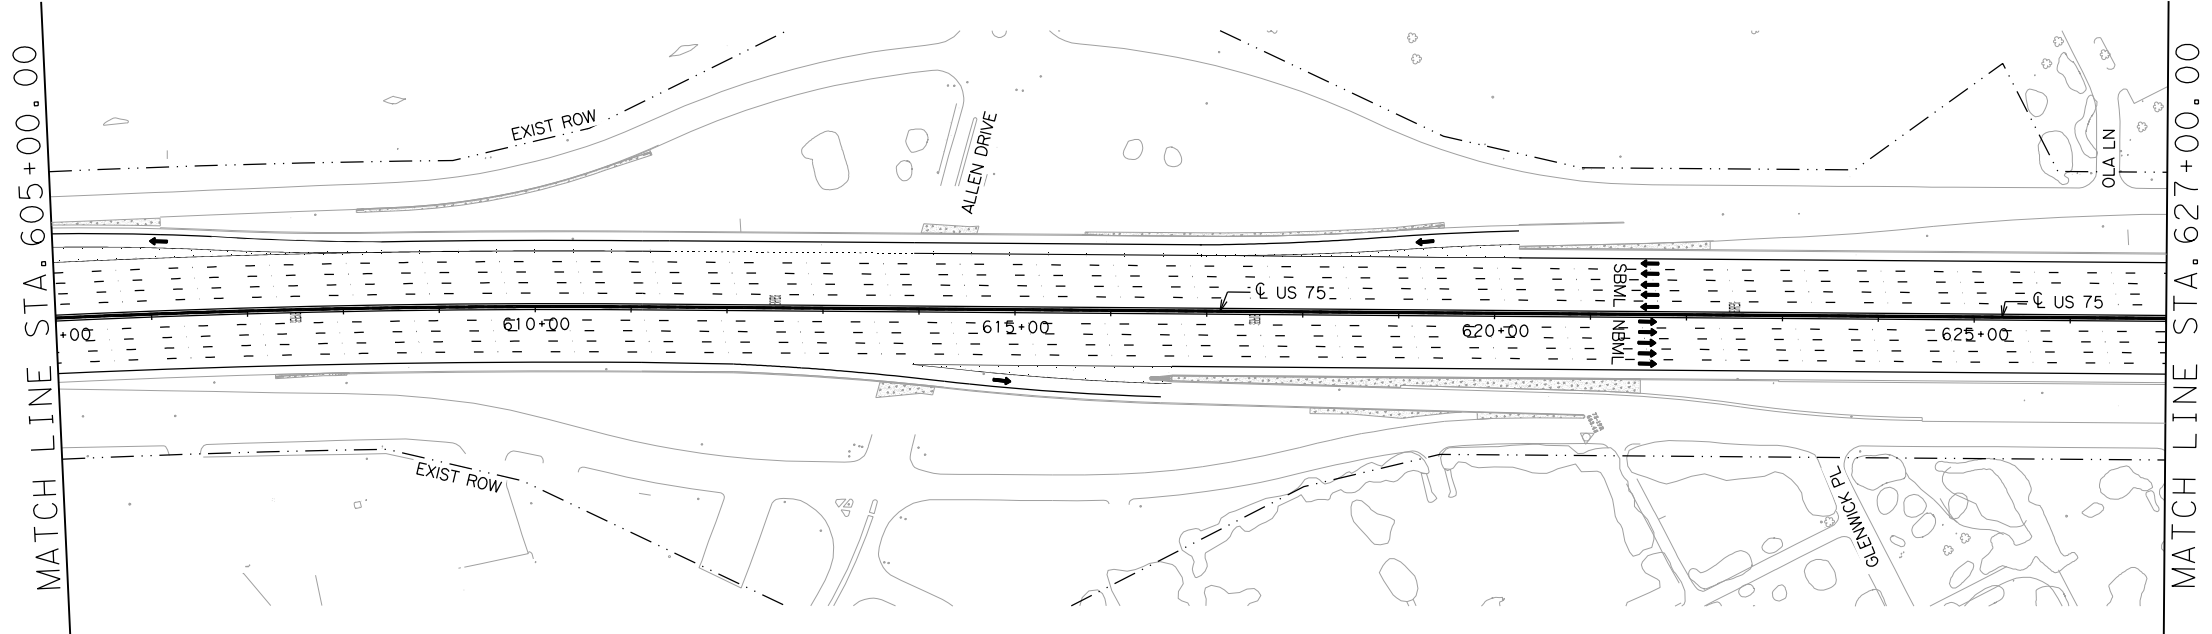 MATCH LINE STA. 605+00.00
EXIST ROW
ALLEN DRIVE
OLA LN
MATCH LINE STA. 627+00.00
SBML
℄ US 75
℄ US 75
+00
610+00
615+00
620+00
NBML
625+00
EXIST ROW
GLENWICK PL